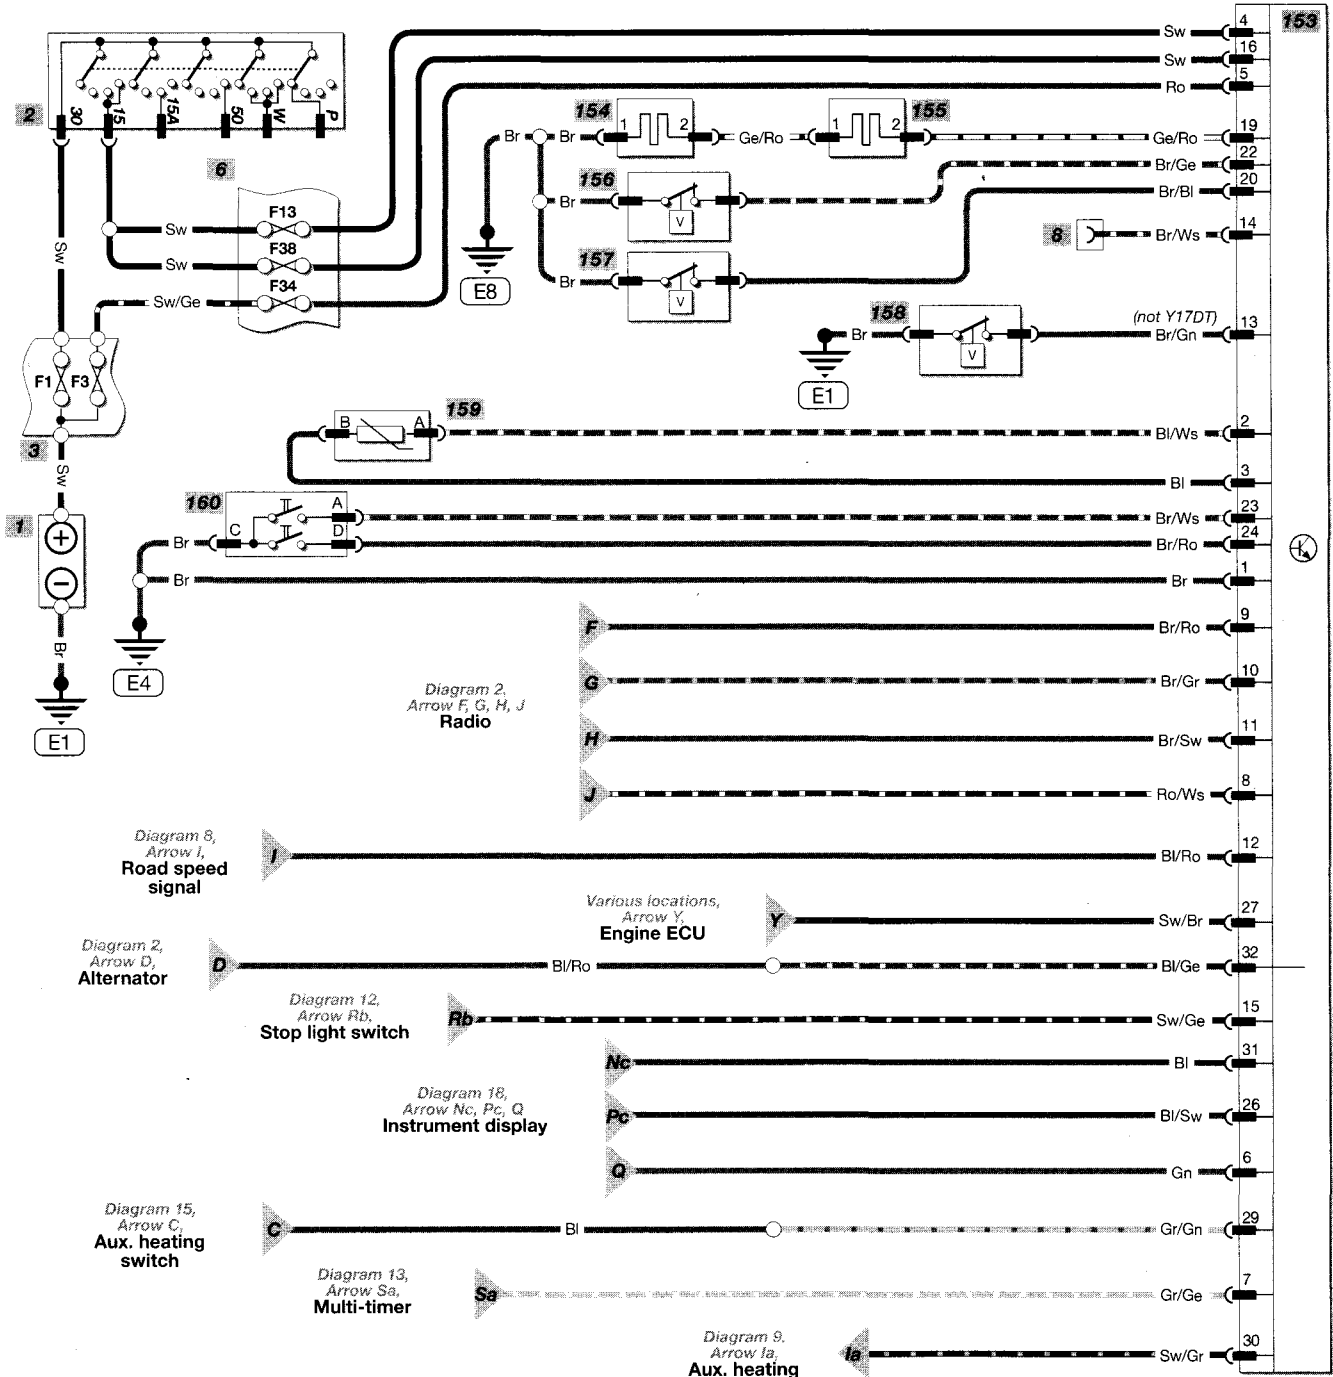 Sw 4 153
Sw 16
Ro 5
2 30 15 15A 50 W P
6
154 1 2 Ge/Ro 1 2 155 Ge/Ro 19
Br Br
Br/Ge 22
156 Br V
Br/Bl 20
F13
Sw
8 Br/Ws 14
F38
Sw
157 Br V
F34
Sw/Ge
E8
Sw
158 Br V
(not Y17DT)
Br/Gn 13
E1
F1 F3
3
Sw
B A 159 Bl/Ws 2
Bl 3
160 C A D
Br/Ws 23
Br Br/Ro 24
Br Br 1
1 + −
Br
E4
E1
F Br/Ro 9
G Br/Gr 10
Diagram 2,
Arrow F, G, H, J
Radio
H Br/Sw 11
J Ro/Ws 8
Diagram 8,
Arrow I,
Road speed
signal
I Bl/Ro 12
Various locations,
Arrow Y,
Engine ECU
Y Sw/Br 27
Diagram 2,
Arrow D,
Alternator
D Bl/Ro Bl/Ge 32
Diagram 12,
Arrow Rb,
Stop light switch
Rb Sw/Ge 15
Nc Bl 31
Diagram 18,
Arrow Nc, Pc, Q
Instrument display
Pc Bl/Sw 26
Q Gn 6
Diagram 15,
Arrow C,
Aux. heating
switch
C Bl Gr/Gn 29
Diagram 13,
Arrow Sa,
Multi-timer
Sa Gr/Ge 7
Diagram 9.
Arrow Ia,
Aux. heating
Ia Sw/Gr 30